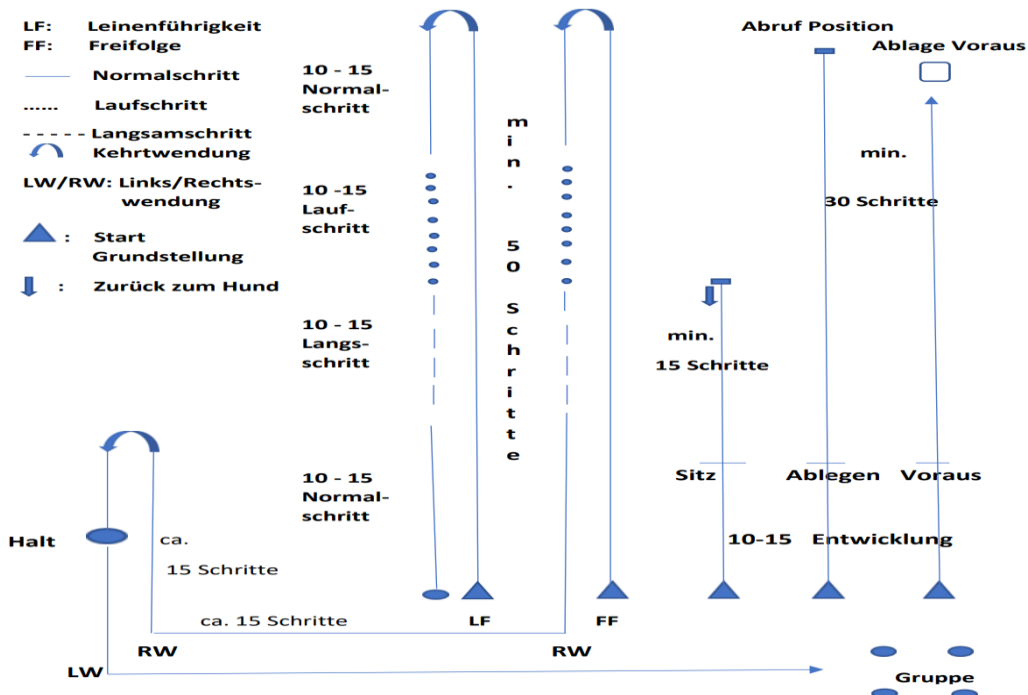 LF: Leinenführigkeit
FF: Freifolge
Normalschritt
...... Laufschritt
- - - - - Langsamschritt
Kehrtwendung
LW/RW: Links/Rechts-
wendung
: Start
Grundstellung
: Zurück zum Hund
10 - 15
Normal-
schritt
10 -15
Lauf-
schritt
10 - 15
Langs-
schritt
10 - 15
Normal-
schritt
min. 50 Schritte
Abruf Position
Ablage Voraus
min.
30 Schritte
min.
15 Schritte
Sitz Ablegen Voraus
10-15 Entwicklung
Halt
ca.
15 Schritte
ca. 15 Schritte
LF
FF
RW
RW
LW
Gruppe